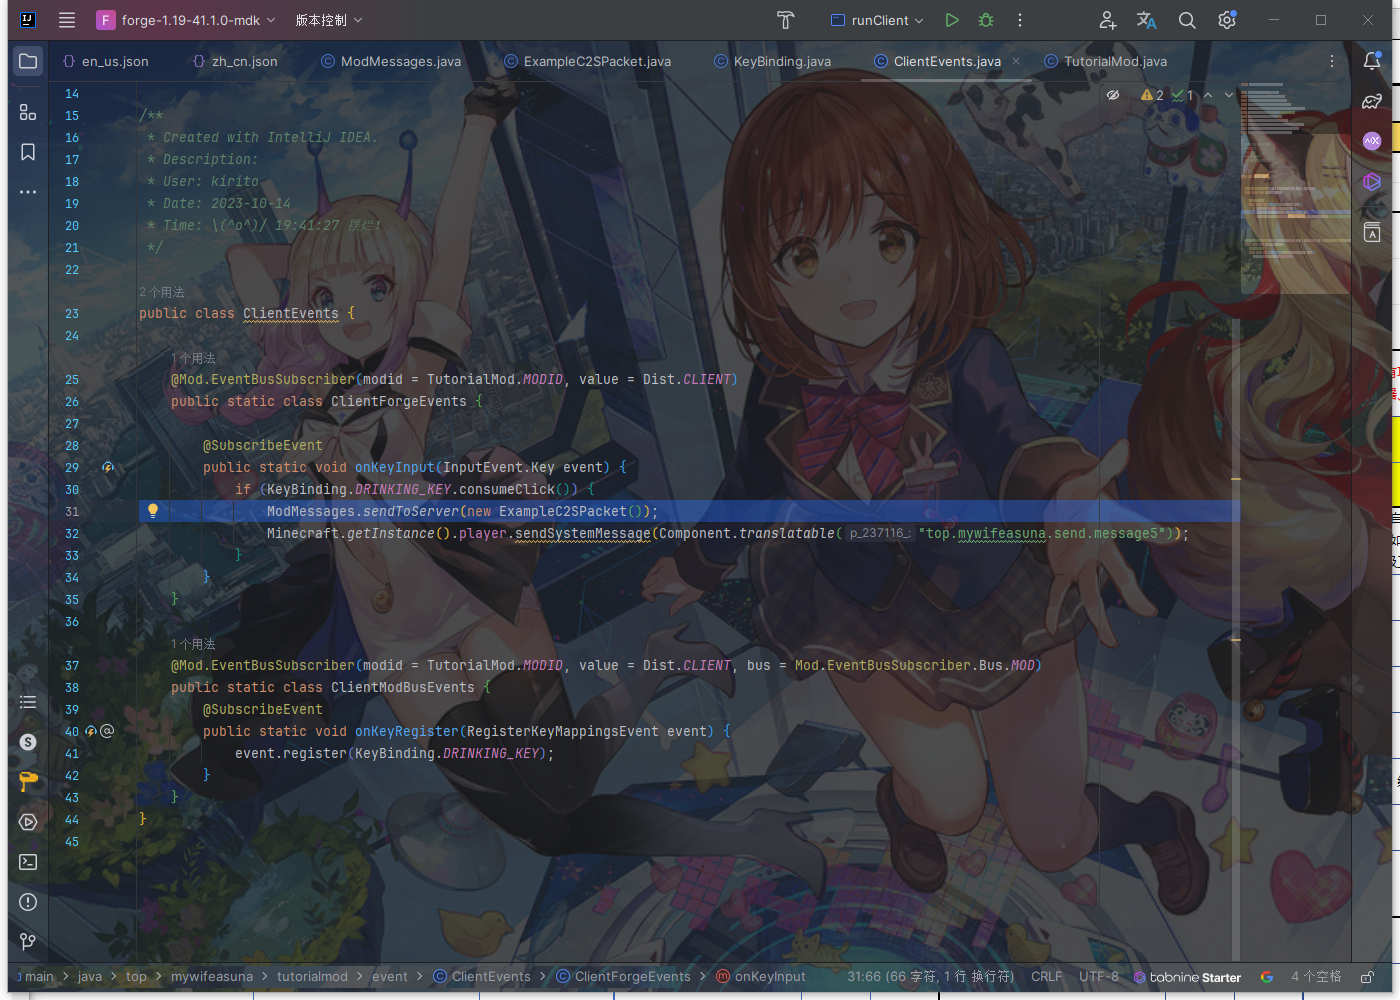 forge-1.19-41.1.0-mdk 版本控制 runClient
en_us.json zh_cn.json ModMessages.java ExampleC2SPacket.java KeyBinding.java ClientEvents.java TutorialMod.java
2 1
14
15 /**
16 * Created with IntelliJ IDEA.
17 * Description:
18 * User: kirito
19 * Date: 2023-10-14
20 * Time: \(^o^)/ 19:41:27 摆烂!
21 */
22
2个用法
23 public class ClientEvents {
24
1个用法
25 @Mod.EventBusSubscriber(modid = TutorialMod.MODID, value = Dist.CLIENT)
26 public static class ClientForgeEvents {
27
28 @SubscribeEvent
29 public static void onKeyInput(InputEvent.Key event) {
30 if (KeyBinding.DRINKING_KEY.consumeClick()) {
31 ModMessages.sendToServer(new ExampleC2SPacket());
32 Minecraft.getInstance().player.sendSystemMessage(Component.translatable( p_237116_: "top.mywifeasuna.send.message5"));
33 }
34 }
35 }
36
1个用法
37 @Mod.EventBusSubscriber(modid = TutorialMod.MODID, value = Dist.CLIENT, bus = Mod.EventBusSubscriber.Bus.MOD)
38 public static class ClientModBusEvents {
39 @SubscribeEvent
40 public static void onKeyRegister(RegisterKeyMappingsEvent event) {
41 event.register(KeyBinding.DRINKING_KEY);
42 }
43 }
44 }
45
main > java > top > mywifeasuna > tutorialmod > event > ClientEvents > ClientForgeEvents > onKeyInput 31:66 (66 字符, 1 行 换行符) CRLF UTF-8 tabnine Starter 4 个空格